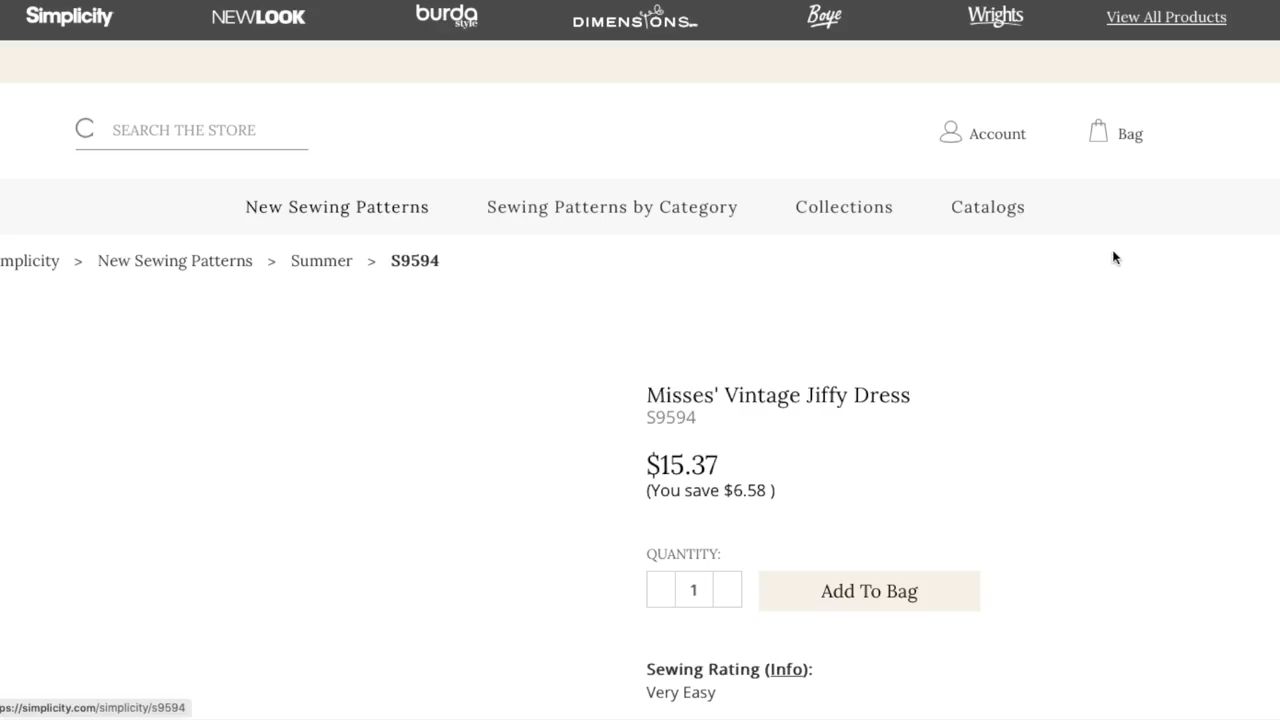 Simplicity NEWLOOK burda style DIMENSIONS Boye Wrights View All Products
SEARCH THE STORE
Account Bag
New Sewing Patterns Sewing Patterns by Category Collections Catalogs
mplicity > New Sewing Patterns > Summer > S9594
Misses' Vintage Jiffy Dress
S9594
$15.37
(You save $6.58 )
QUANTITY:
1 Add To Bag
Sewing Rating (Info):
Very Easy
ps://simplicity.com/simplicity/s9594